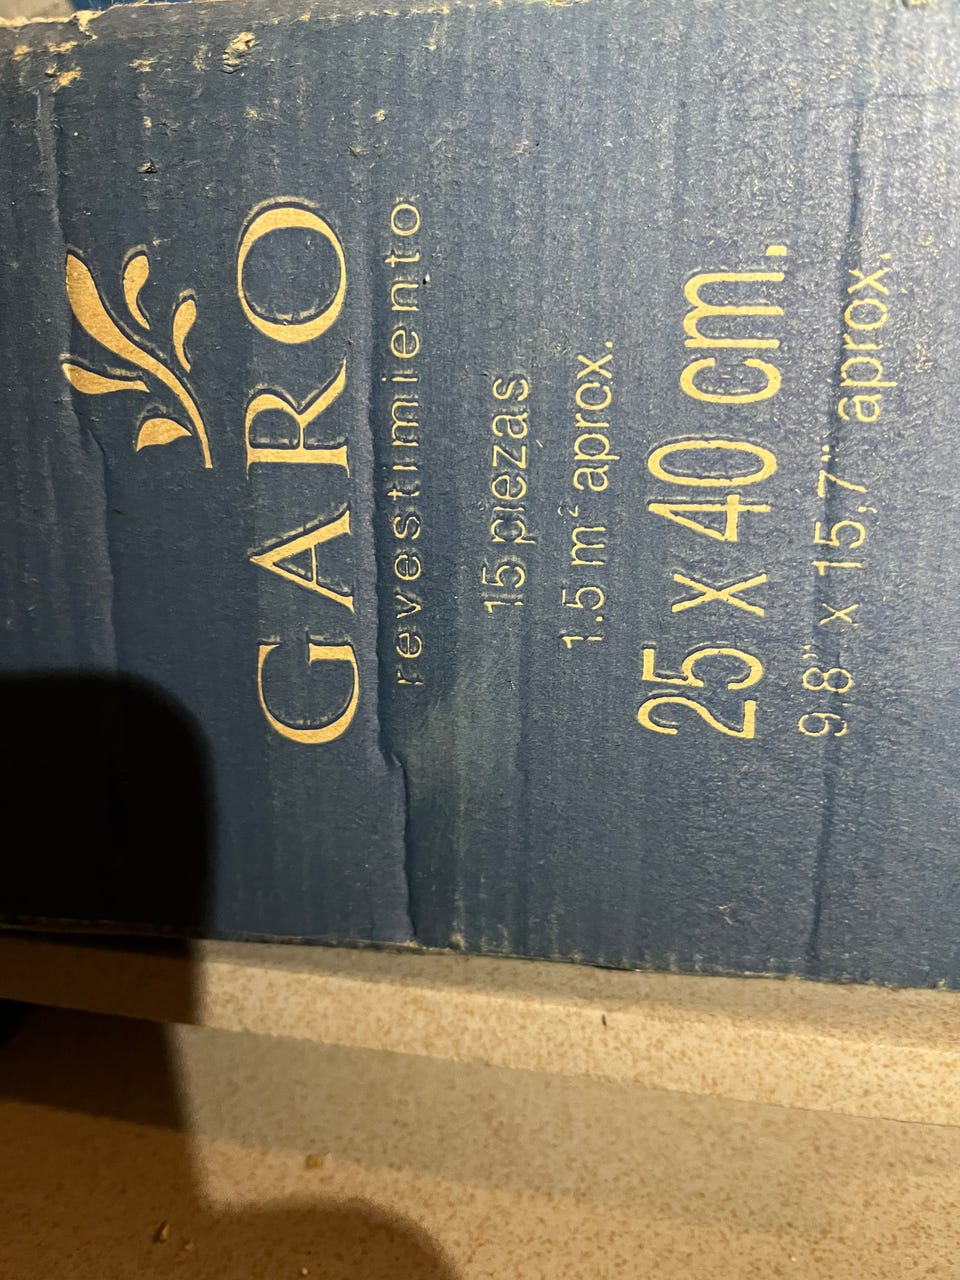 GARO
revestimiento
15 piezas
1.5 m² aprox.
25 x 40 cm.
9.8" x 15,7" aprox.